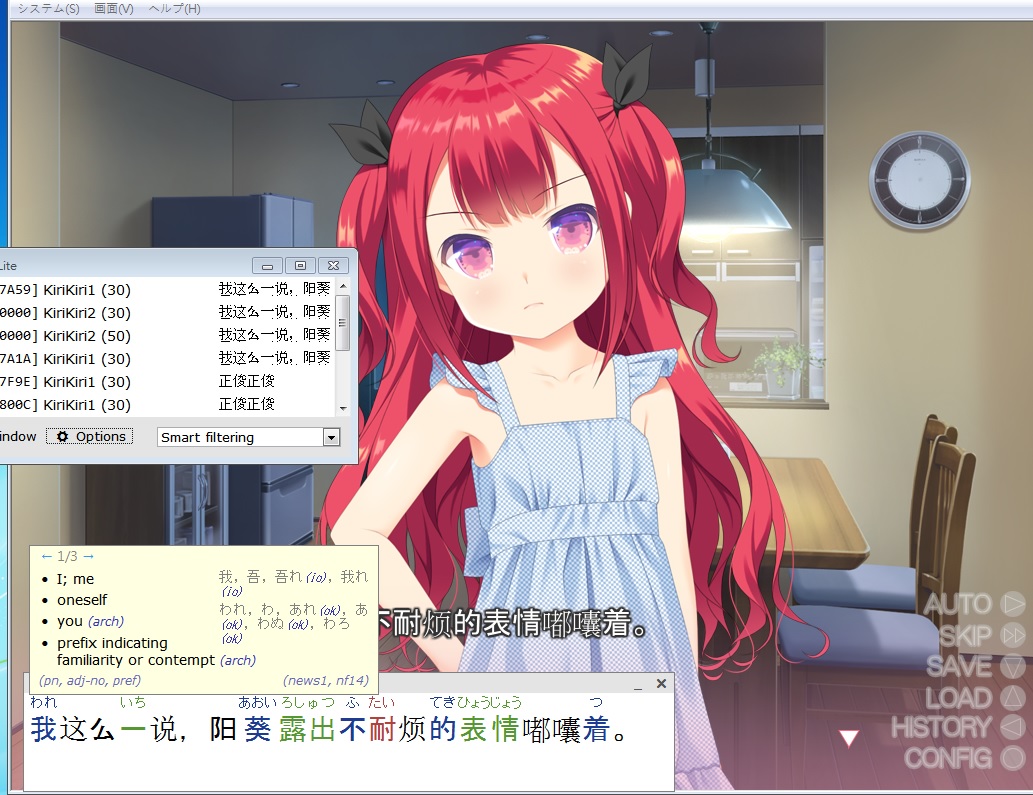 システム(S) 画面(V) ヘルプ(H)
Lite
7A59] KiriKiri1 (30) 我这么一说，阳葵
0000] KiriKiri2 (30) 我这么一说，阳葵
0000] KiriKiri2 (50) 我这么一说，阳葵
7A1A] KiriKiri1 (30) 我这么一说，阳葵
7F9E] KiriKiri1 (30) 正俊正俊
800C] KiriKiri1 (30) 正俊正俊
indow Options Smart filtering
← 1/3 →
• I; me
• oneself
• you (arch)
• prefix indicating
familiarity or contempt (arch)
(pn, adj-no, pref) (news1, nf14)
我，吾，吾れ(io)，我れ
(io)
われ，わ，あれ(ok)，あ
(ok)，わぬ(ok)，わろ
(ok)
不耐烦的表情嘟囔着。
われ いち あおい ろしゅつ ふ たい てき ひょうじょう つ
我这么一说，阳葵露出不耐烦的表情嘟囔着。
AUTO
SKIP
SAVE
LOAD
HISTORY
CONFIG